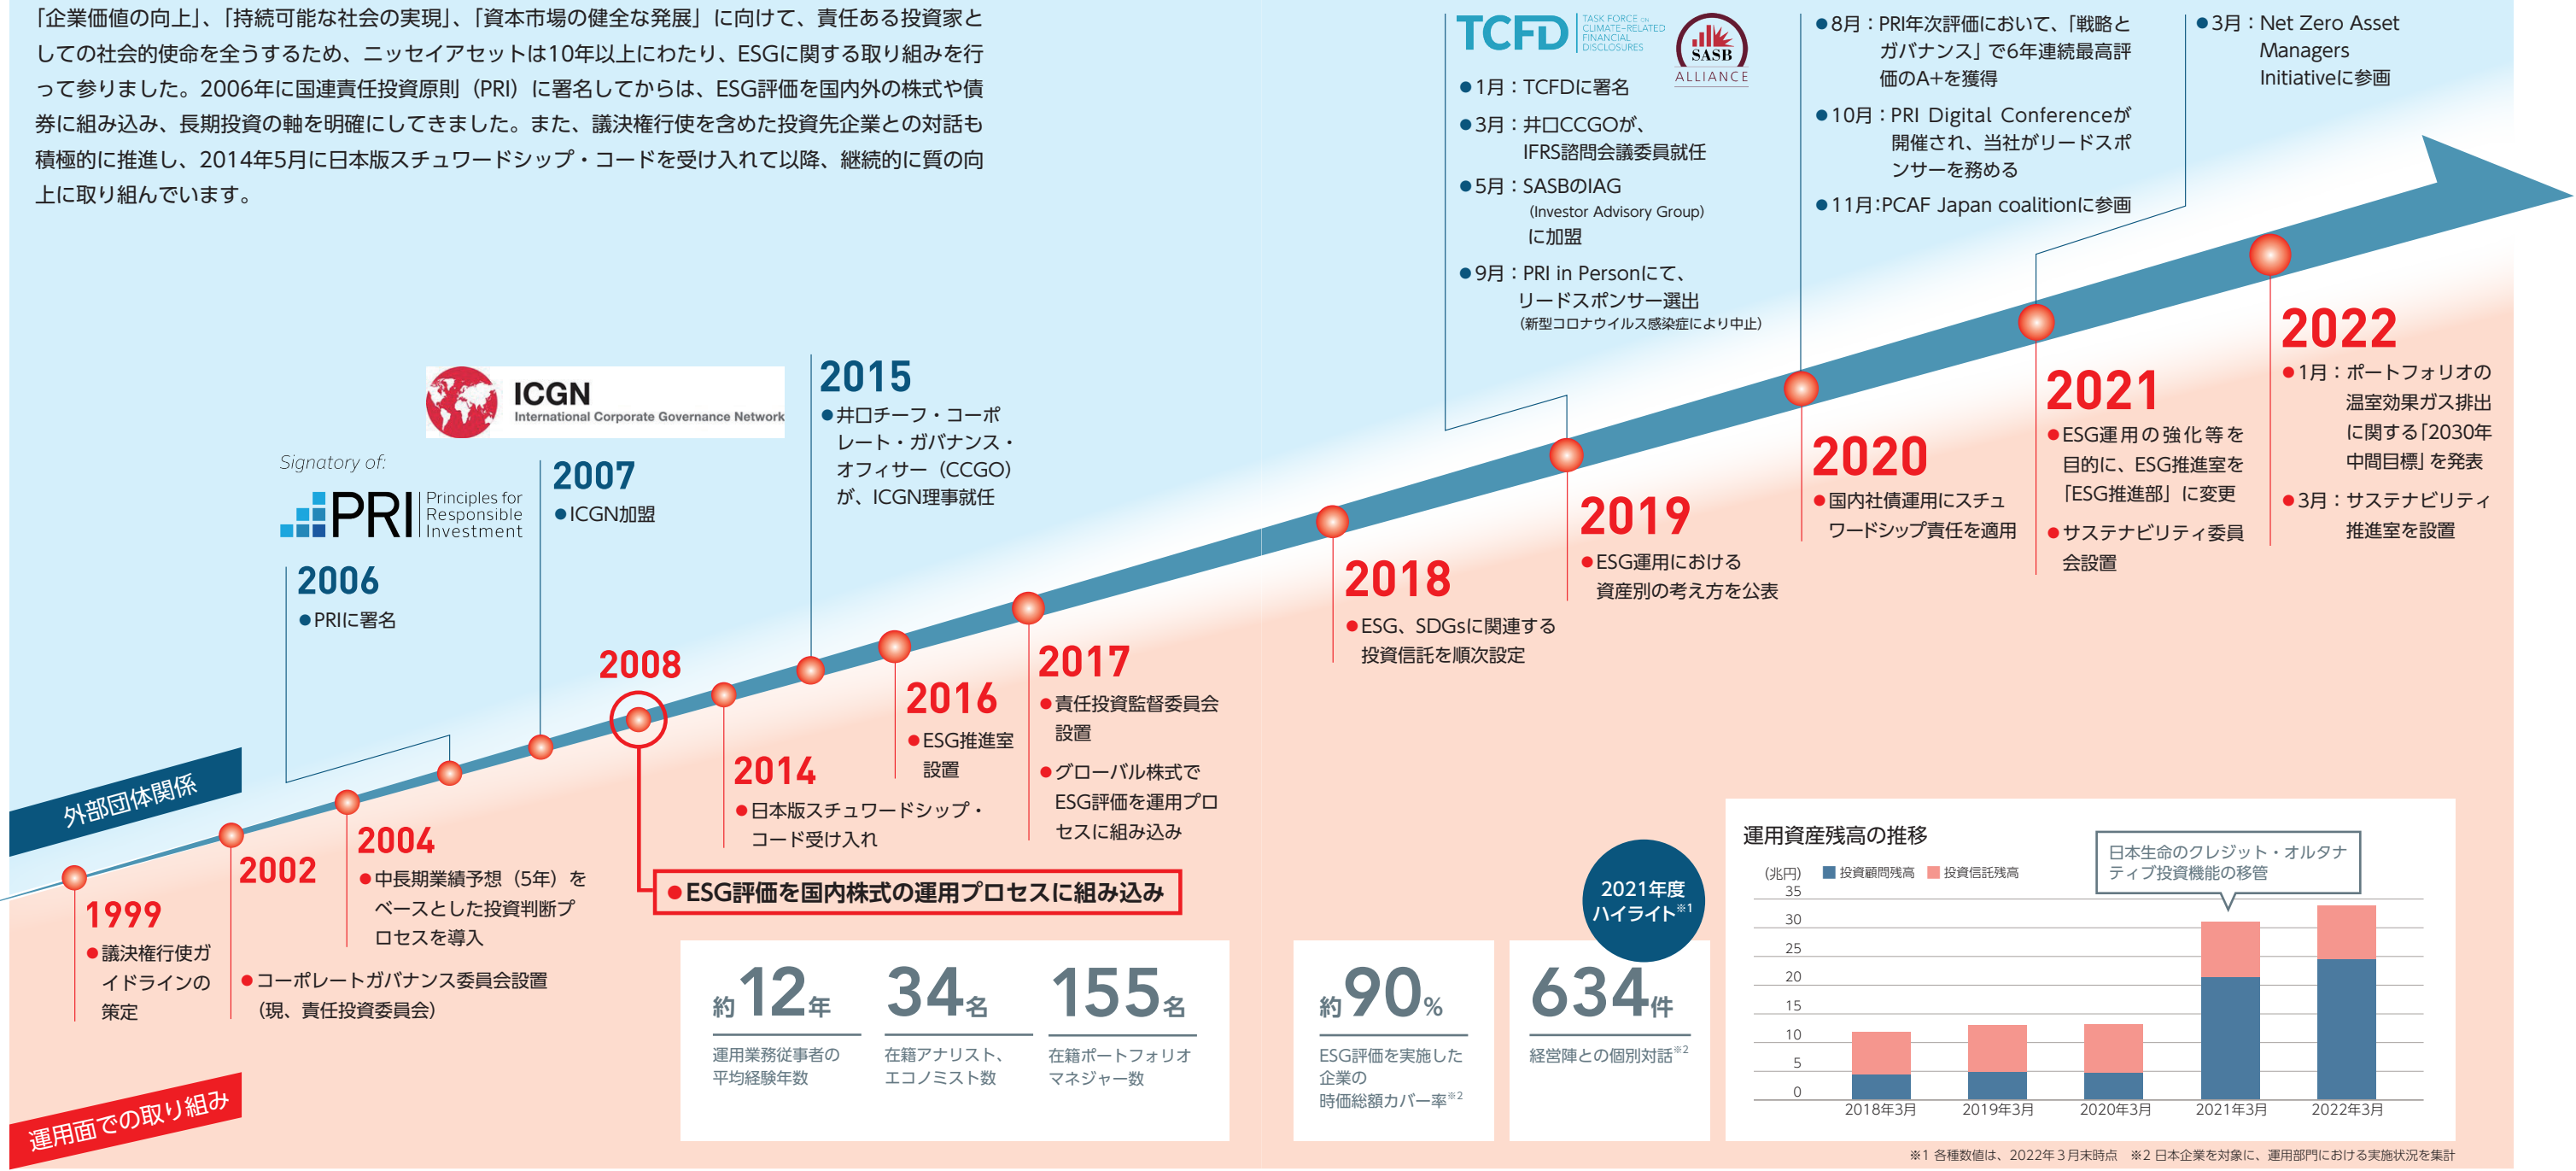 「企業価値の向上」、「持続可能な社会の実現」、「資本市場の健全な発展」に向けて、責任ある投資家と
しての社会的使命を全うするため、ニッセイアセットは10年以上にわたり、ESGに関する取り組みを行
って参りました。2006年に国連責任投資原則（PRI）に署名してからは、ESG評価を国内外の株式や債
券に組み込み、長期投資の軸を明確にしてきました。また、議決権行使を含めた投資先企業との対話も
積極的に推進し、2014年5月に日本版スチュワードシップ・コードを受け入れて以降、継続的に質の向
上に取り組んでいます。
外部団体関係
Signatory of:
PRI
Principles for
Responsible
Investment
2006
●PRIに署名
ICGN
International Corporate Governance Network
2007
●ICGN加盟
2015
●井口チーフ・コーポ
レート・ガバナンス・
オフィサー（CCGO）
が、ICGN理事就任
TCFD
TASK FORCE ON
CLIMATE-RELATED
FINANCIAL
DISCLOSURES
SASB
ALLIANCE
●1月：TCFDに署名
●3月：井口CCGOが、
IFRS諮問会議委員就任
●5月：SASBのIAG
（Investor Advisory Group）
に加盟
●9月：PRI in Personにて、
リードスポンサー選出
（新型コロナウイルス感染症により中止）
●8月：PRI年次評価において、「戦略と
ガバナンス」で6年連続最高評
価のA+を獲得
●10月：PRI Digital Conferenceが
開催され、当社がリードスポ
ンサーを務める
●11月：PCAF Japan coalitionに参画
●3月：Net Zero Asset
Managers
Initiativeに参画
運用面での取り組み
1999
●議決権行使ガ
イドラインの
策定
2002
●コーポレートガバナンス委員会設置
（現、責任投資委員会）
2004
●中長期業績予想（5年）を
ベースとした投資判断プ
ロセスを導入
2008
●ESG評価を国内株式の運用プロセスに組み込み
2014
●日本版スチュワードシップ・
コード受け入れ
2016
●ESG推進室
設置
2017
●責任投資監督委員会
設置
●グローバル株式で
ESG評価を運用プロ
セスに組み込み
2018
●ESG、SDGsに関連する
投資信託を順次設定
2019
●ESG運用における
資産別の考え方を公表
2020
●国内社債運用にスチュ
ワードシップ責任を適用
2021
●ESG運用の強化等を
目的に、ESG推進室を
「ESG推進部」に変更
●サステナビリティ委員
会設置
2022
●1月：ポートフォリオの
温室効果ガス排出
に関する「2030年
中間目標」を発表
●3月：サステナビリティ
推進室を設置
約12年
運用業務従事者の
平均経験年数
34名
在籍アナリスト、
エコノミスト数
155名
在籍ポートフォリオ
マネジャー数
約90%
ESG評価を実施した
企業の
時価総額カバー率※2
2021年度
ハイライト※1
634件
経営陣との個別対話※2
運用資産残高の推移
（兆円）
投資顧問残高 投資信託残高
日本生命のクレジット・オルタナ
ティブ投資機能の移管
35
30
25
20
15
10
5
0
2018年3月 2019年3月 2020年3月 2021年3月 2022年3月
※1 各種数値は、2022年3月末時点 ※2 日本企業を対象に、運用部門における実施状況を集計